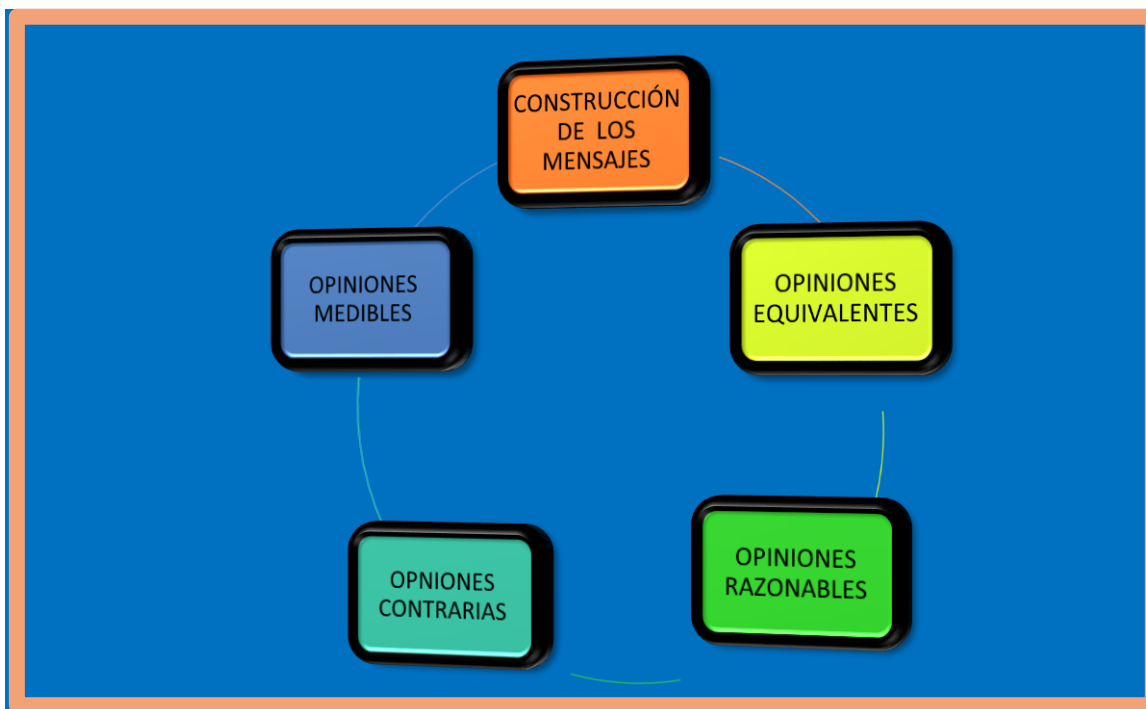 CONSTRUCCIÓN
DE LOS
MENSAJES
OPINIONES
EQUIVALENTES
OPINIONES
RAZONABLES
OPNIONES
CONTRARIAS
OPINIONES
MEDIBLES